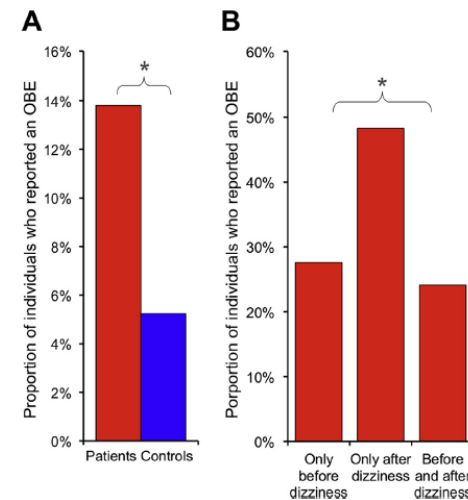 A
Proportion of individuals who reported an OBE
16%
14%
12%
10%
8%
6%
4%
2%
0%
*
Patients Controls
B
Porportion of individuals who reported an OBE
60%
50%
40%
30%
20%
10%
0%
*
Only
before
dizziness
Only after
dizziness
Before
and after
dizziness